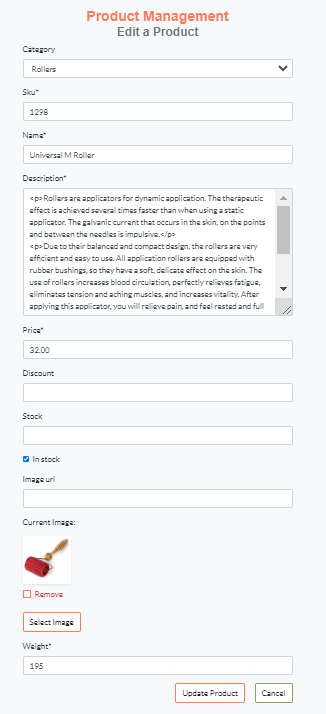 Product Management
Edit a Product
Category
Rollers
Sku*
1298
Name*
Universal M Roller
Description*
<p>Rollers are applicators for dynamic application. The therapeutic
effect is achieved several times faster than when using a static
applicator. The galvanic current that occurs in the skin, on the points
and between the needles is impulsive.</p>
<p>Due to their balanced and compact design, the rollers are very
efficient and easy to use. All application rollers are equipped with
rubber bushings, so they have a soft, delicate effect on the skin. The
use of rollers increases blood circulation, perfectly relieves fatigue,
eliminates tension and aching muscles, and increases vitality. After
applying this applicator, you will relieve pain, and feel rested and full
Price*
32.00
Discount
Stock
In stock
Image url
Current Image:
Remove
Select Image
Weight*
195
Update Product Cancel